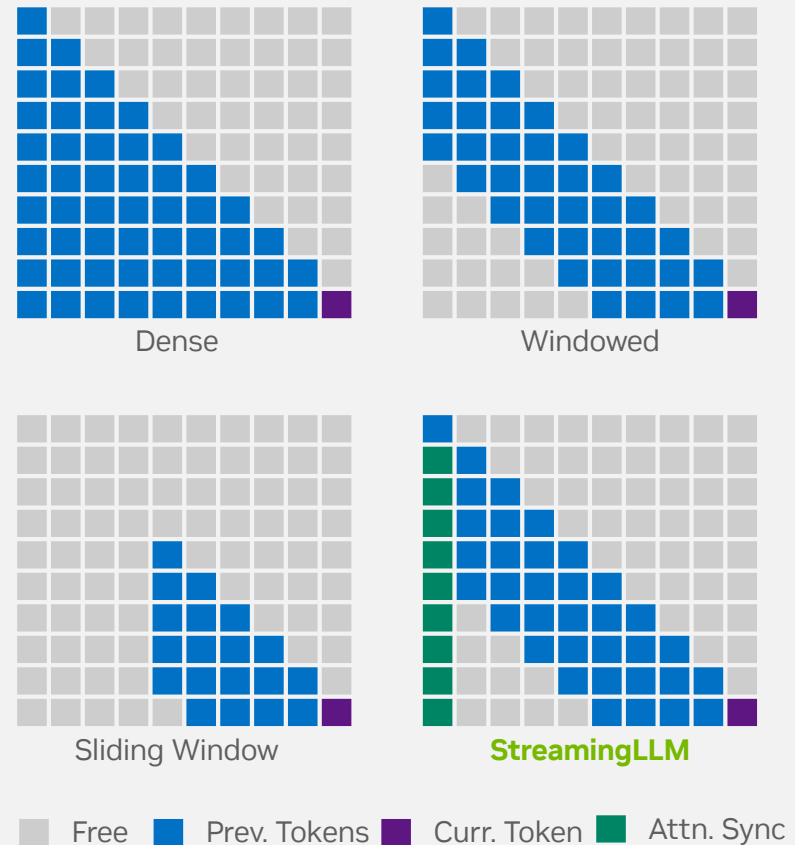 Dense
Windowed
Sliding Window
StreamingLLM
Free
Prev. Tokens
Curr. Token
Attn. Sync